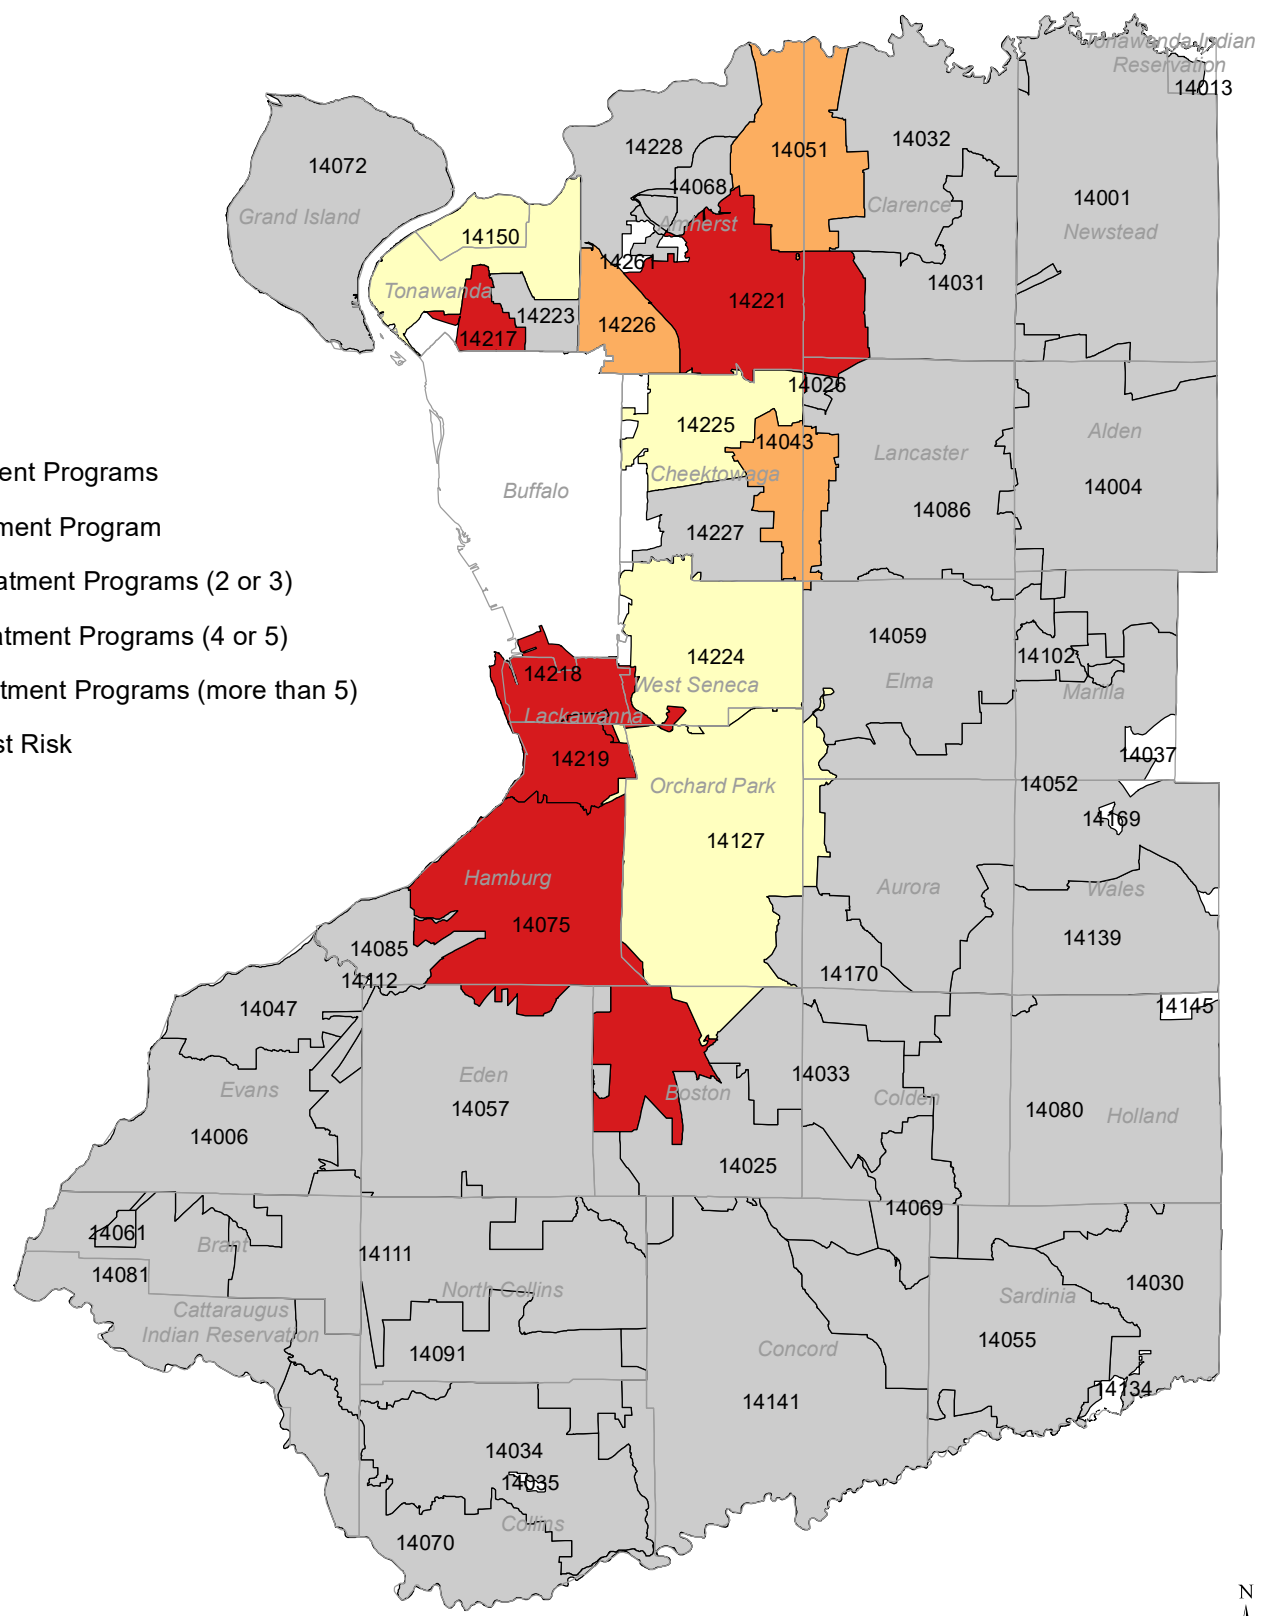 Tonawanda Indian
Reservation
14013
14072
Grand Island
14228
14068
Amherst
14051
14032
Clarence
14001
Newstead
14150
Tonawanda
14261
14031
14221
14223
14226
14217
14026
14225
14043
Cheektowaga
Lancaster
Alden
14004
14086
Buffalo
14227
ent Programs
ment Program
atment Programs (2 or 3)
atment Programs (4 or 5)
tment Programs (more than 5)
st Risk
14059
Elma
14102
Marilla
14224
West Seneca
14218
Lackawanna
14219
14037
14052
14169
Orchard Park
14127
Hamburg
14075
Aurora
Wales
14139
14085
14112
14170
14047
14145
Evans
14006
Eden
14057
Boston
14033
Colden
14080
Holland
14025
14069
14061
Brant
14081
Cattaraugus
Indian Reservation
14111
North Collins
14091
Sardinia
14030
14055
Concord
14141
14134
14034
14035
Collins
14070
N